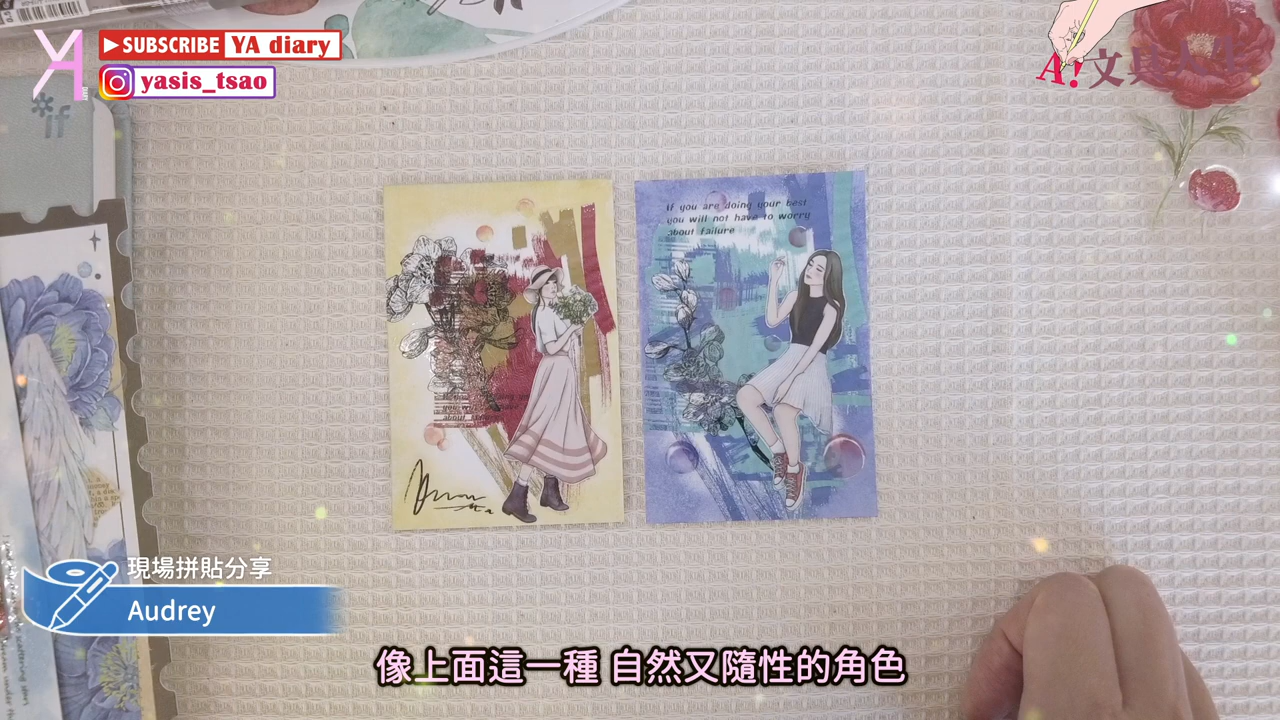 SUBSCRIBE YA diary
yasis_tsao
YA
A!文具人生
*if
If you are doing your best
you will not have to worry
about failure
現場拼貼分享
Audrey
像上面這一種 自然又隨性的角色